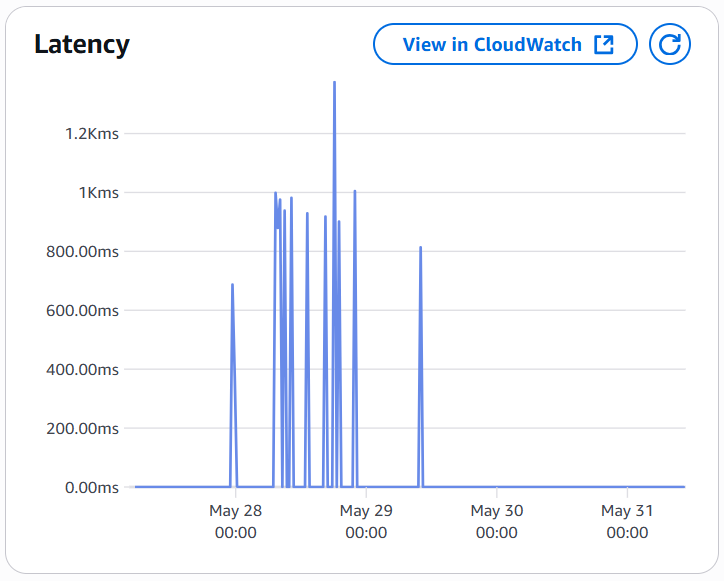 Latency
View in CloudWatch
1.2Kms
1Kms
800.00ms
600.00ms
400.00ms
200.00ms
0.00ms
May 28 May 29 May 30 May 31
00:00 00:00 00:00 00:00